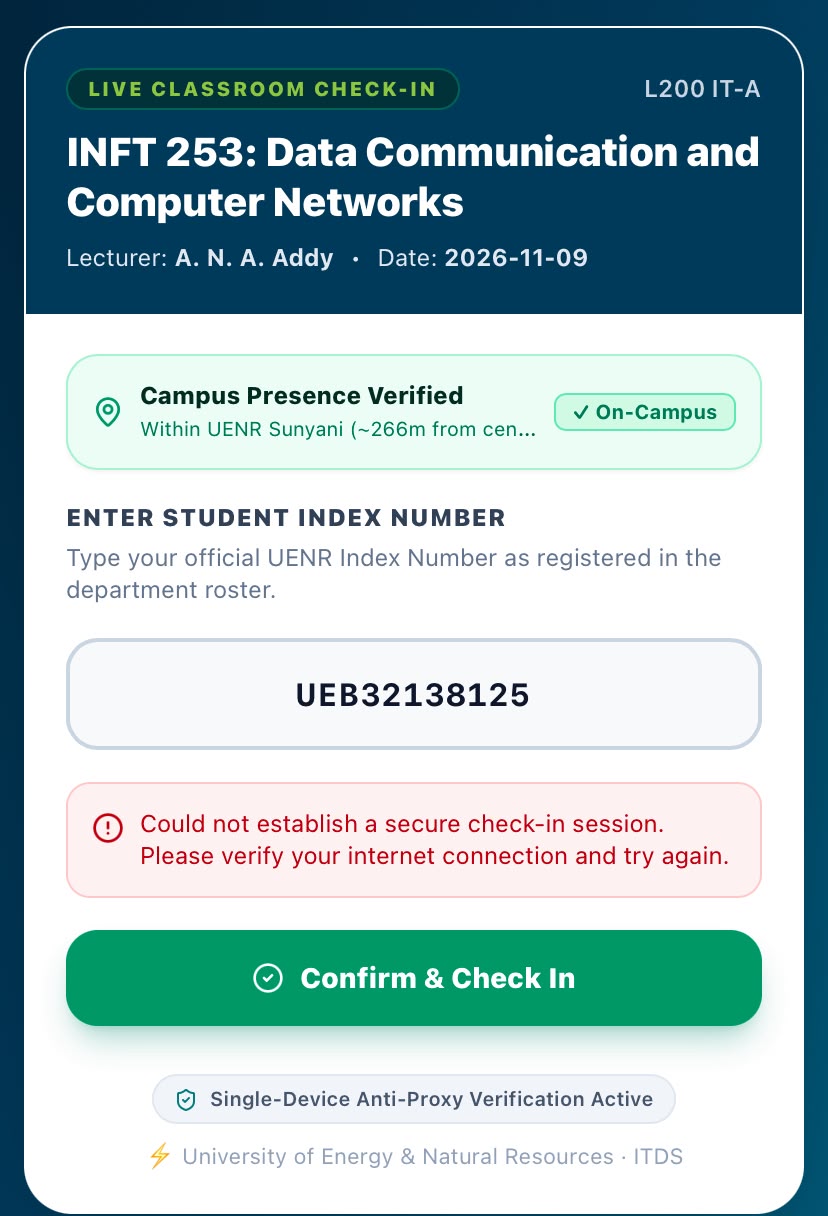 LIVE CLASSROOM CHECK-IN
L200 IT-A
INFT 253: Data Communication and
Computer Networks
Lecturer: A. N. A. Addy • Date: 2026-11-09
Campus Presence Verified
Within UENR Sunyani (~266m from cen...
✓ On-Campus
ENTER STUDENT INDEX NUMBER
Type your official UENR Index Number as registered in the
department roster.
UEB32138125
Could not establish a secure check-in session.
Please verify your internet connection and try again.
Confirm & Check In
Single-Device Anti-Proxy Verification Active
⚡ University of Energy & Natural Resources · ITDS